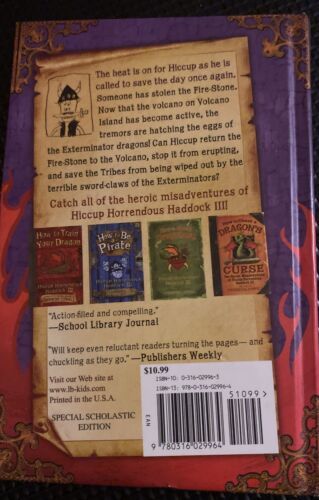 The heat is on for Hiccup as he is
called to save the day once again.
Someone has stolen the Fire-Stone.
Now that the volcano on Volcano
Island has become active, the
tremors are hatching the eggs of
the Exterminator dragons! Can Hiccup return the
Fire-Stone to the Volcano, stop it from erupting,
and save the Tribes from being wiped out by the
terrible sword-claws of the Exterminators?
Catch all of the heroic misadventures of
Hiccup Horrendous Haddock III!
How to Train
Your Dragon
How to Be
Pirate
DRAGON'S
CURSE
"Action-filled and compelling."
—School Library Journal
"Will keep even reluctant readers turning the pages—and
chuckling as they go."—Publishers Weekly
Visit our Web site at
www.lb-kids.com
Printed in the U.S.A.
SPECIAL SCHOLASTIC
EDITION
$10.99
ISBN-10: 0-316-02996-3
ISBN-13: 978-0-316-02996-4
51099
EAN
9 780316 029964